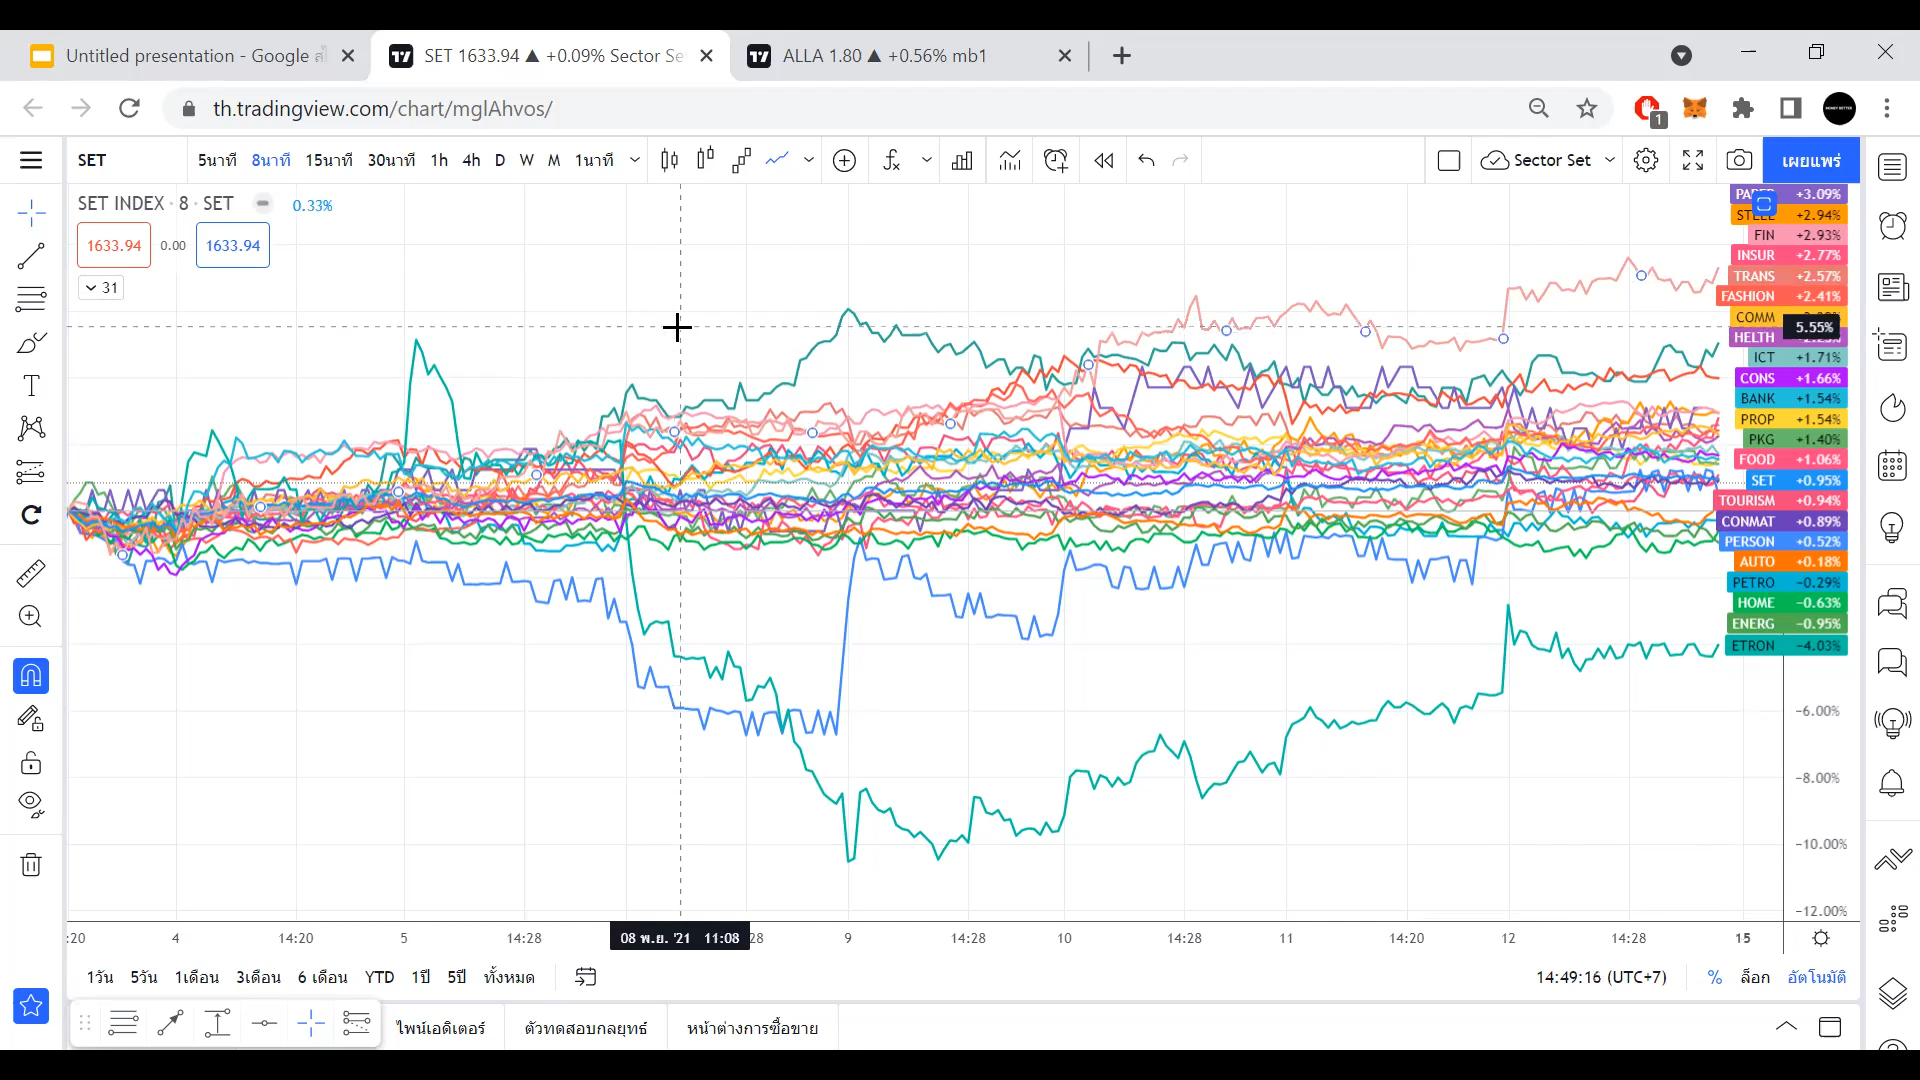 Untitled presentation - Google ส
SET 1633.94 ▲ +0.09% Sector Se
ALLA 1.80 ▲ +0.56% mb1
th.tradingview.com/chart/mglAhvos/
1
SET
5นาที 8นาที 15นาที 30นาที 1h 4h D W M 1นาที
Sector Set
เผยแพร่
SET INDEX · 8 · SET
0.33%
1633.94 0.00 1633.94
31
+3.09%
STEEL +2.94%
FIN +2.93%
INSUR +2.77%
TRANS +2.57%
FASHION +2.41%
COMM
5.55%
HELTH
ICT +1.71%
CONS +1.66%
BANK +1.54%
PROP +1.54%
PKG +1.40%
FOOD +1.06%
SET +0.95%
TOURISM +0.94%
CONMAT +0.89%
PERSON +0.52%
AUTO +0.18%
PETRO −0.29%
HOME −0.63%
ENERG −0.95%
ETRON −4.03%
−6.00%
−8.00%
−10.00%
−12.00%
:20 4 14:20 5 14:28 08 พ.ย. '21 11:08 28 9 14:28 10 14:28 11 14:20 12 14:28 15
1วัน 5วัน 1เดือน 3เดือน 6 เดือน YTD 1ปี 5ปี ทั้งหมด
14:49:16 (UTC+7) % ล็อก อัตโนมัติ
ไพน์เอดิเตอร์ ตัวทดสอบกลยุทธ์ หน้าต่างการซื้อขาย